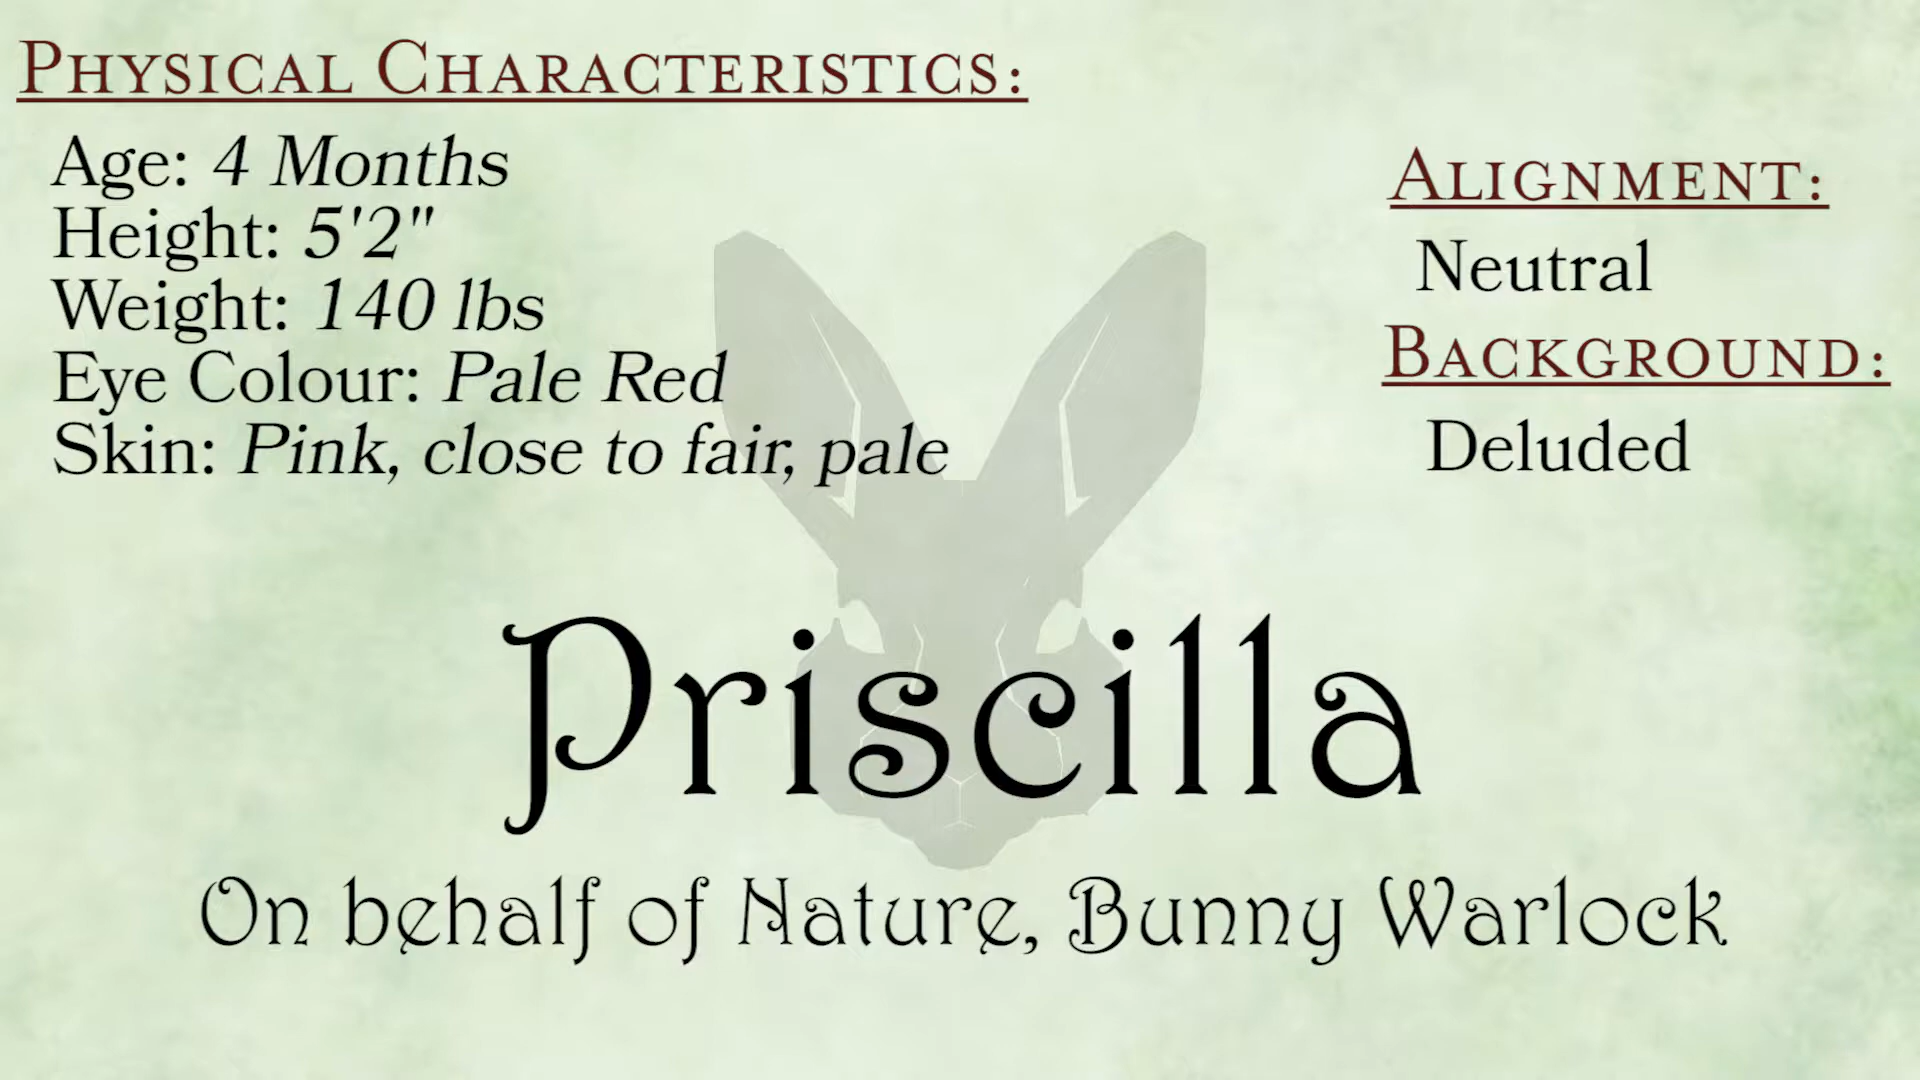 Physical Characteristics:
Age: 4 Months
Height: 5'2"
Weight: 140 lbs
Eye Colour: Pale Red
Skin: Pink, close to fair, pale
Alignment:
Neutral
Background:
Deluded
Priscilla
On behalf of Nature, Bunny Warlock